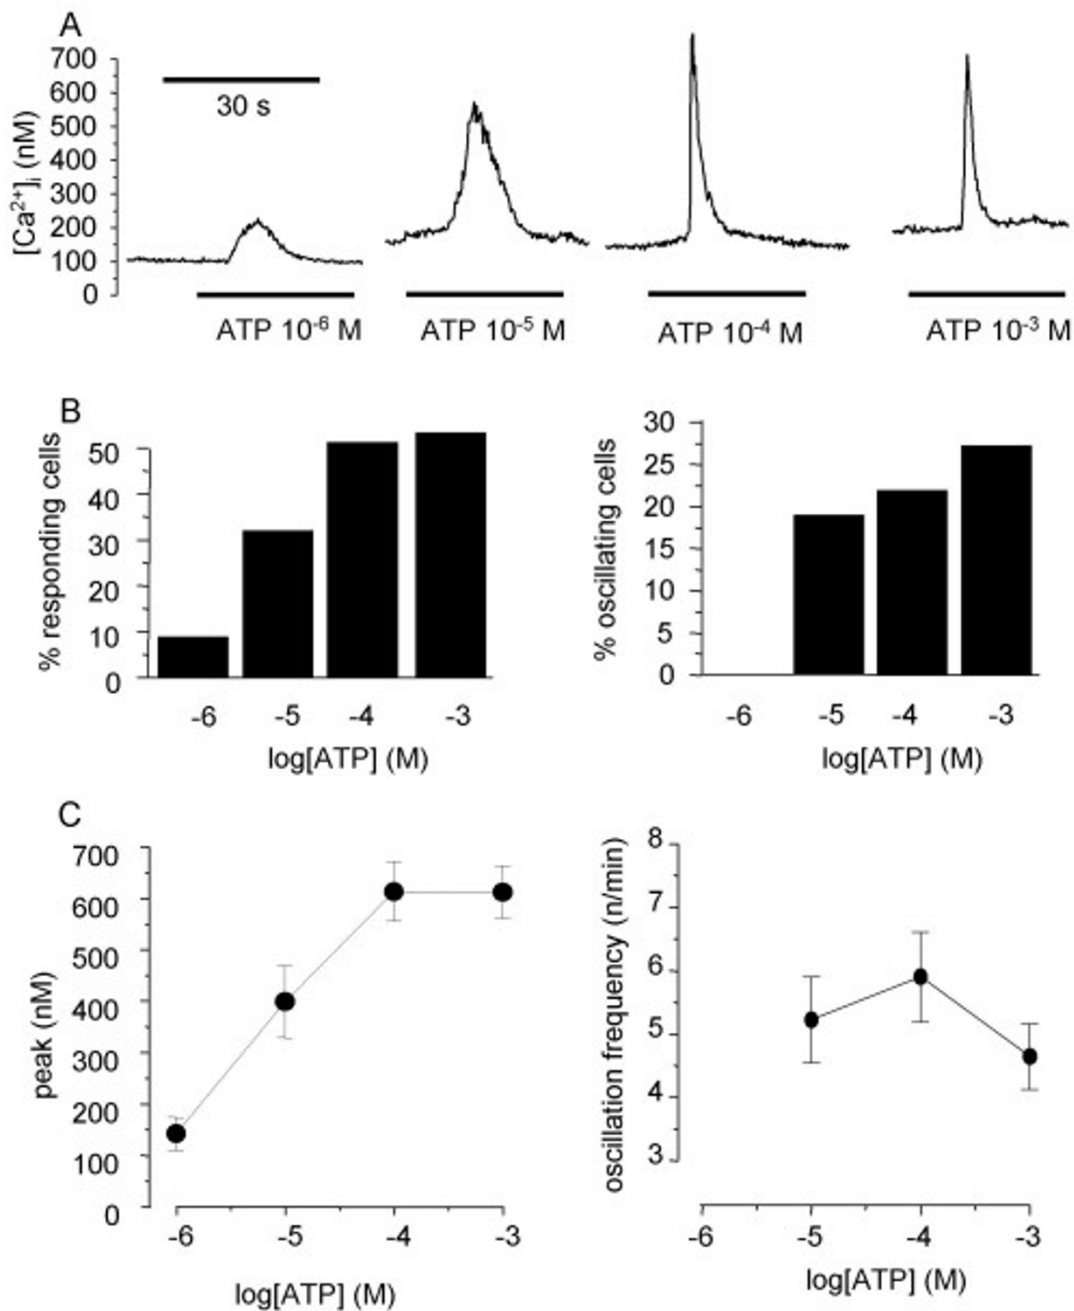 A
700
600
500
400
300
200
100
0
[Ca²⁺]ᵢ (nM)
30 s
ATP 10⁻⁶ M
ATP 10⁻⁵ M
ATP 10⁻⁴ M
ATP 10⁻³ M
B
50
40
30
20
10
0
% responding cells
-6 -5 -4 -3
log[ATP] (M)
30
25
20
15
10
5
0
% oscillating cells
-6 -5 -4 -3
log[ATP] (M)
C
700
600
500
400
300
200
100
0
peak (nM)
-6 -5 -4 -3
log[ATP] (M)
8
7
6
5
4
3
oscillation frequency (n/min)
-6 -5 -4 -3
log[ATP] (M)